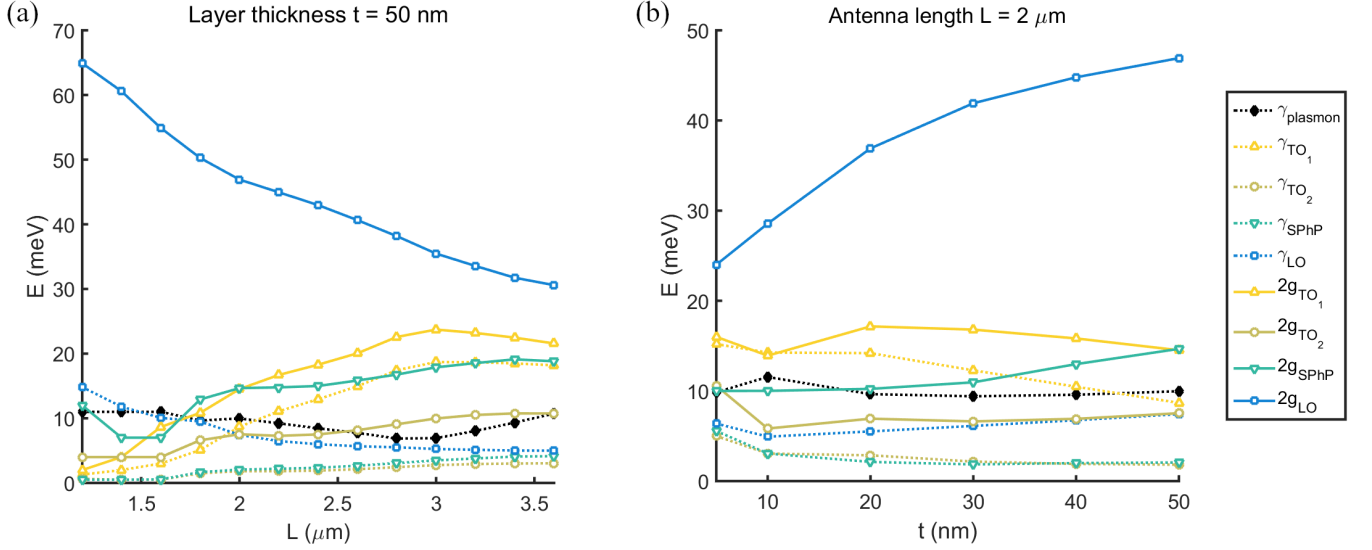 (a)
Layer thickness t = 50 nm
70
60
50
40
30
20
10
0
E (meV)
1.5
2
2.5
3
3.5
L (μm)
(b)
Antenna length L = 2 μm
50
40
30
20
10
0
E (meV)
10
20
30
40
50
t (nm)
γplasmon
γTO1
γTO2
γSPhP
γLO
2gTO1
2gTO2
2gSPhP
2gLO